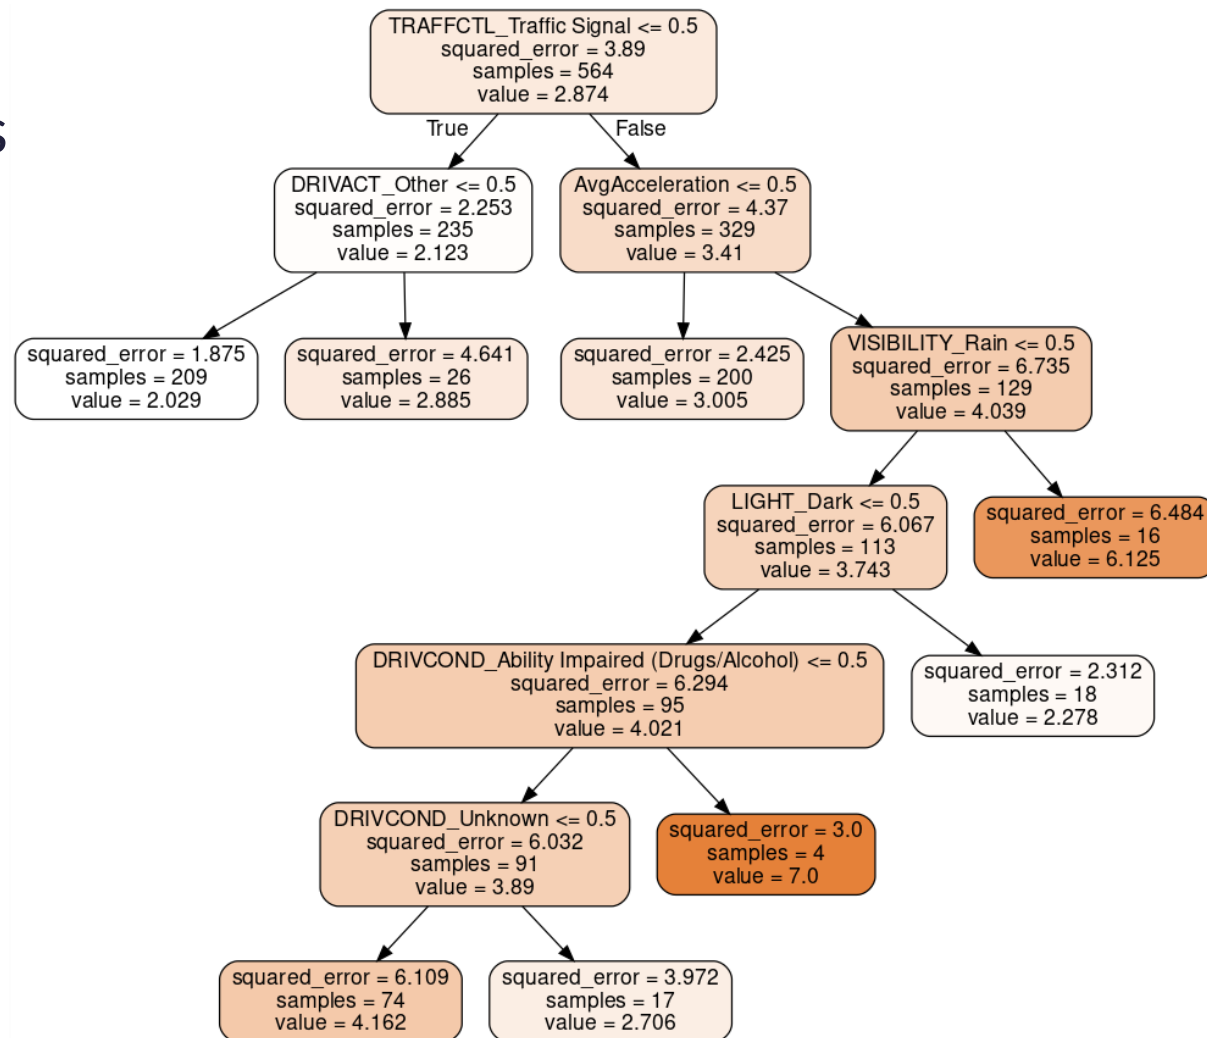 TRAFFCTL_Traffic Signal <= 0.5
squared_error = 3.89
samples = 564
value = 2.874
True
False
s
DRIVACT_Other <= 0.5
squared_error = 2.253
samples = 235
value = 2.123
AvgAcceleration <= 0.5
squared_error = 4.37
samples = 329
value = 3.41
squared_error = 1.875
samples = 209
value = 2.029
squared_error = 4.641
samples = 26
value = 2.885
squared_error = 2.425
samples = 200
value = 3.005
VISIBILITY_Rain <= 0.5
squared_error = 6.735
samples = 129
value = 4.039
LIGHT_Dark <= 0.5
squared_error = 6.067
samples = 113
value = 3.743
squared_error = 6.484
samples = 16
value = 6.125
DRIVCOND_Ability Impaired (Drugs/Alcohol) <= 0.5
squared_error = 6.294
samples = 95
value = 4.021
squared_error = 2.312
samples = 18
value = 2.278
DRIVCOND_Unknown <= 0.5
squared_error = 6.032
samples = 91
value = 3.89
squared_error = 3.0
samples = 4
value = 7.0
squared_error = 6.109
samples = 74
value = 4.162
squared_error = 3.972
samples = 17
value = 2.706